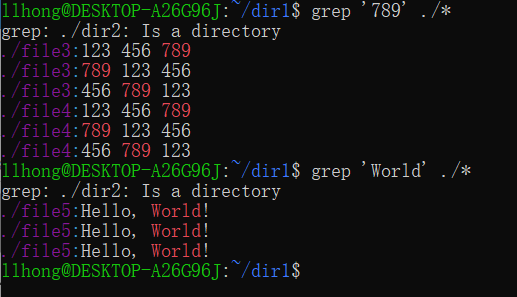 llhong@DESKTOP-A26G96J:~/dir1$ grep '789' ./*
grep: ./dir2: Is a directory
./file3:123 456 789
./file3:789 123 456
./file3:456 789 123
./file4:123 456 789
./file4:789 123 456
./file4:456 789 123
llhong@DESKTOP-A26G96J:~/dir1$ grep 'World' ./*
grep: ./dir2: Is a directory
./file5:Hello, World!
./file5:Hello, World!
./file5:Hello, World!
llhong@DESKTOP-A26G96J:~/dir1$